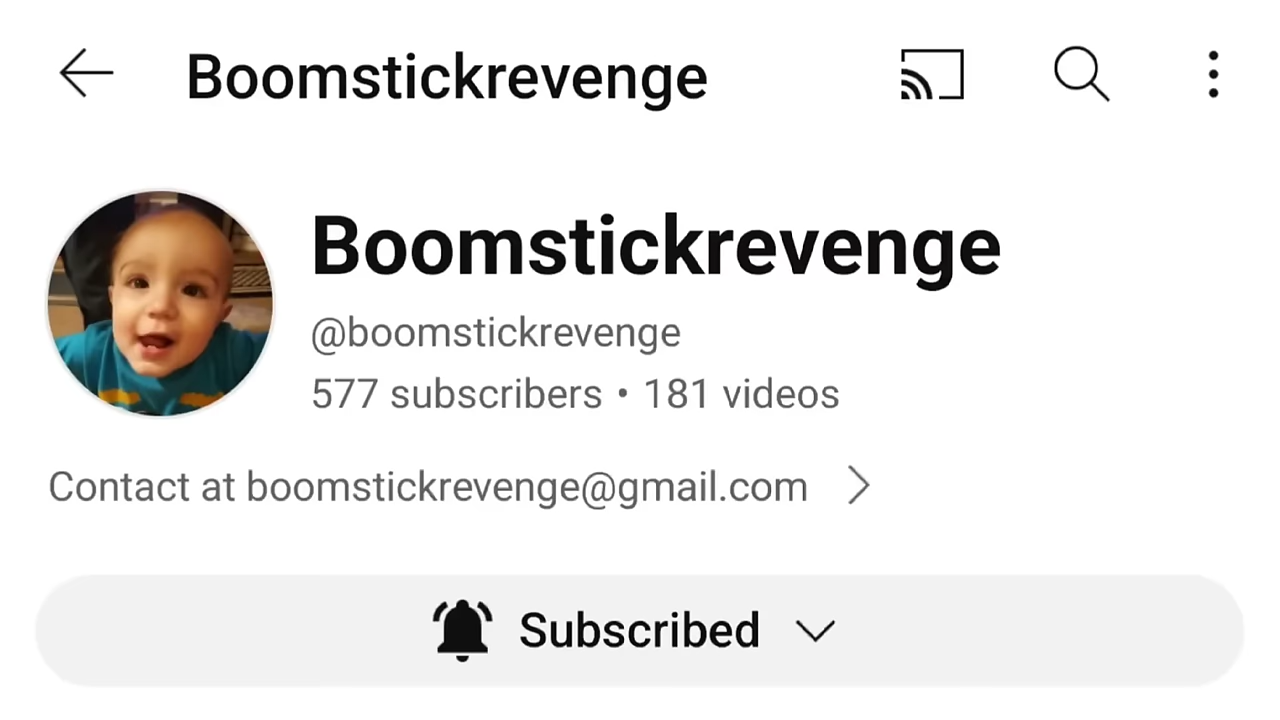 Boomstickrevenge
Boomstickrevenge
@boomstickrevenge
577 subscribers • 181 videos
Contact at boomstickrevenge@gmail.com
Subscribed